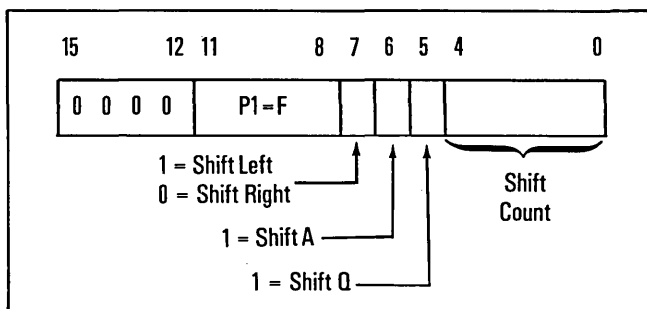 15 12 11 8 7 6 5 4 0
0 0 0 0 P1=F
1 = Shift Left
0 = Shift Right
Shift
Count
1 = Shift A
1 = Shift Q